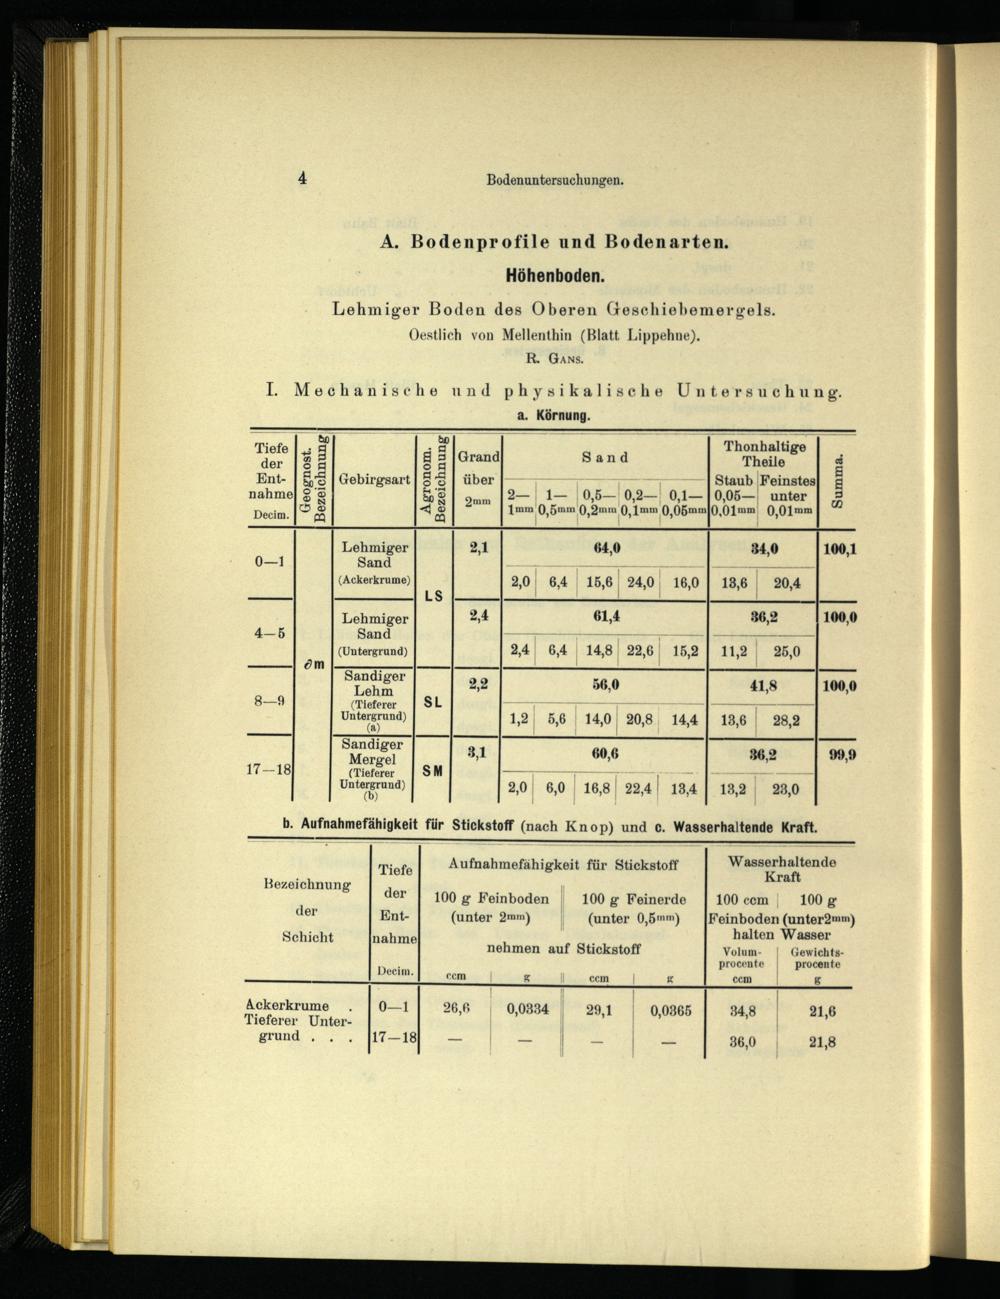 4 Bodenuntersuchungen.
A. Bodenprofile und Bodenarten.
Höhenboden.
Lehmiger Boden des Oberen Geschiebemergels.
Oestlich von Mellenthin (Blatt Lippehne).
R. GANS.
I. Mechanische und physikalische Untersuchung.
a. Körnung.
Tiefe der Ent-nahme Decim. | Geognost. Bezeichnung | Gebirgsart | Agronom. Bezeichnung | Grand über 2mm | Sand | Thonhaltige Theile | Summa.
2—1mm | 1—0,5mm | 0,5—0,2mm | 0,2—0,1mm | 0,1—0,05mm | Staub 0,05—0,01mm | Feinstes unter 0,01mm
0—1 | ∂m | Lehmiger Sand (Ackerkrume) | LS | 2,1 | 64,0 | 34,0 | 100,1
2,0 | 6,4 | 15,6 | 24,0 | 16,0 | 13,6 | 20,4
4—5 | Lehmiger Sand (Untergrund) | 2,4 | 61,4 | 36,2 | 100,0
2,4 | 6,4 | 14,8 | 22,6 | 15,2 | 11,2 | 25,0
8—9 | Sandiger Lehm (Tieferer Untergrund) (a) | SL | 2,2 | 56,0 | 41,8 | 100,0
1,2 | 5,6 | 14,0 | 20,8 | 14,4 | 13,6 | 28,2
17—18 | Sandiger Mergel (Tieferer Untergrund) (b) | SM | 3,1 | 60,6 | 36,2 | 99,9
2,0 | 6,0 | 16,8 | 22,4 | 13,4 | 13,2 | 23,0
b. Aufnahmefähigkeit für Stickstoff (nach Knop) und c. Wasserhaltende Kraft.
Bezeichnung der Schicht | Tiefe der Ent-nahme Decim. | Aufnahmefähigkeit für Stickstoff | Wasserhaltende Kraft
100 g Feinboden (unter 2mm) | 100 g Feinerde (unter 0,5mm) | 100 ccm | 100 g
nehmen auf Stickstoff | Feinboden (unter 2mm) halten Wasser
Volum-procente | Gewichts-procente
ccm | g | ccm | g | ccm | g
Ackerkrume . | 0—1 | 26,6 | 0,0334 | 29,1 | 0,0365 | 34,8 | 21,6
Tieferer Unter-
grund . . . | 17—18 | — | — | — | — | 36,0 | 21,8